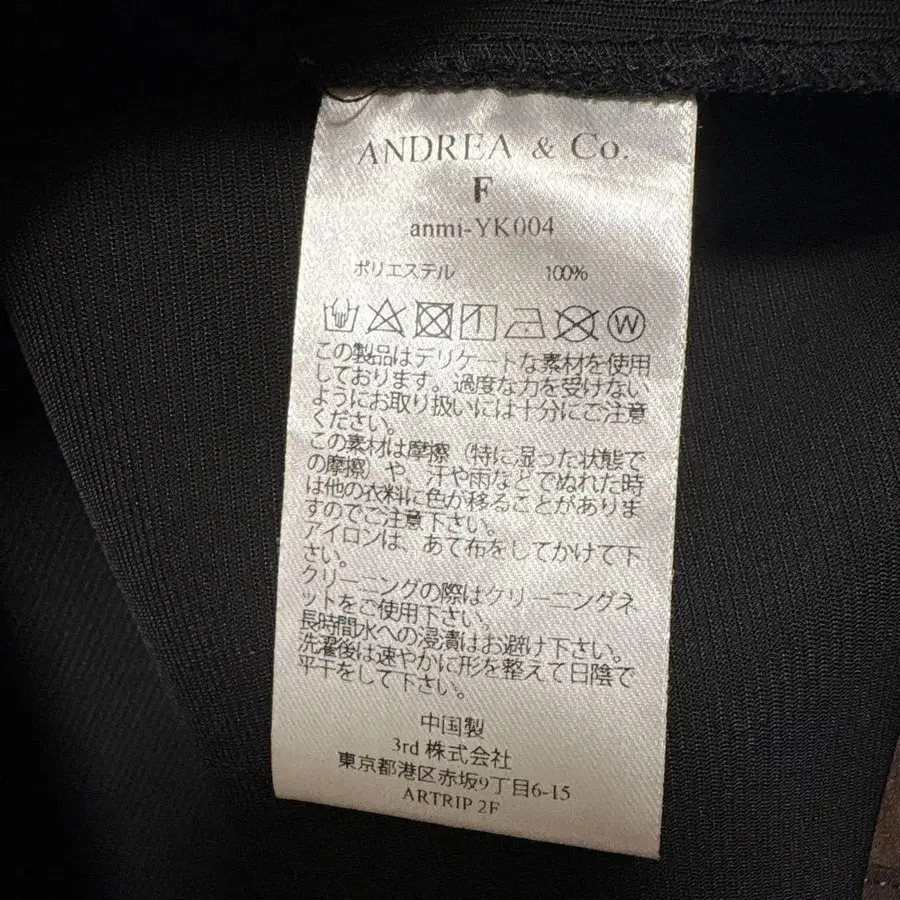 ANDREA & Co.
F
anmi-YK004
ポリエステル 100%
W
この製品はデリケートな素材を使用
しております。過度な力を受けない
ようにお取り扱いには十分にご注意
ください。
この素材は摩擦（特に湿った状態で
の摩擦）や、汗や雨などでぬれた時
は他の衣料に色が移ることがありま
すのでご注意下さい。
アイロンは、あて布をしてかけて下
さい。
クリーニングの際はクリーニングネ
ットをご使用下さい。
長時間水への浸漬はお避け下さい。
洗濯後は速やかに形を整えて日陰で
平干をして下さい。
中国製
3rd 株式会社
東京都港区赤坂9丁目6-15
ARTRIP 2F